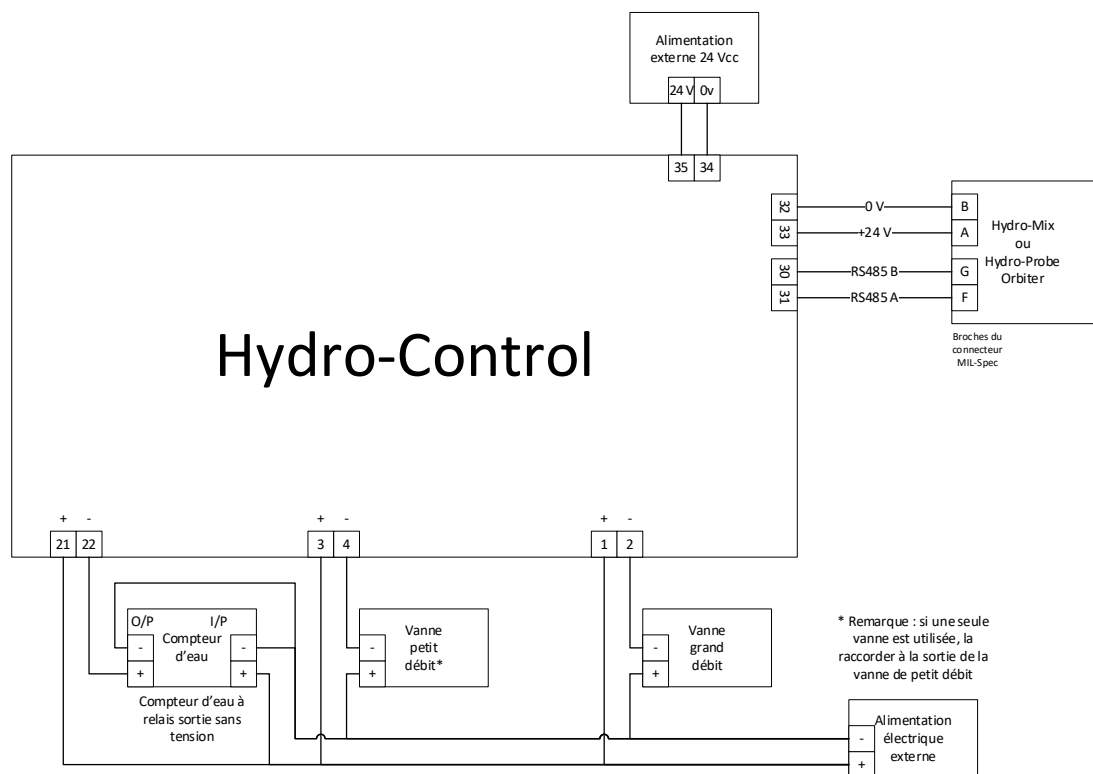 Alimentation
externe 24 Vcc
24 V 0v
35 34
32 0 V B
33 +24 V A
30 RS485 B G
31 RS485 A F
Hydro-Mix
ou
Hydro-Probe
Orbiter
Broches du
connecteur
MIL-Spec
Hydro-Control
+ - + - + -
21 22 3 4 1 2
O/P I/P
Compteur
d'eau
- -
+ +
Compteur d'eau à
relais sortie sans
tension
Vanne
petit
débit*
-
+
Vanne
grand
débit
-
+
* Remarque : si une seule
vanne est utilisée, la
raccorder à la sortie de la
vanne de petit débit
Alimentation
électrique
externe
-
+